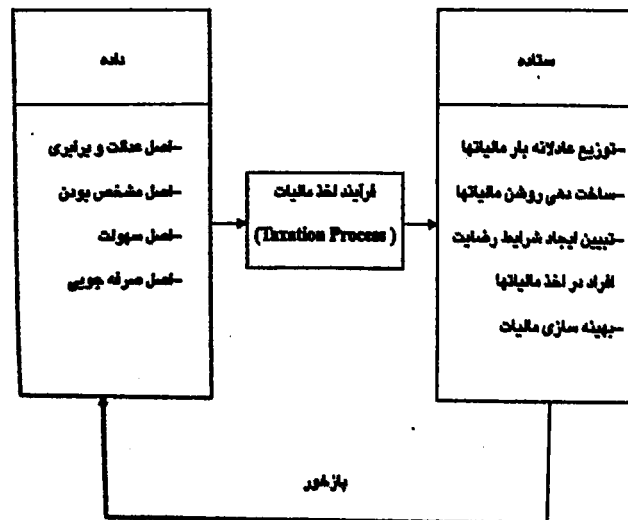 داده
-اصل عدالت و برابری
-اصل مشخص بودن
-اصل سهولت
-اصل صرفه جویی
فرآیند اخذ مالیات
(Taxation Process)
ستاده
-توزیع عادلانه بار مالیاتها
-ساخت دهی روشن مالیاتها
-تبیین ایجاد شرایط رضایت
افراد در اخذ مالیاتها
-بهینه سازی مالیات
بازخور